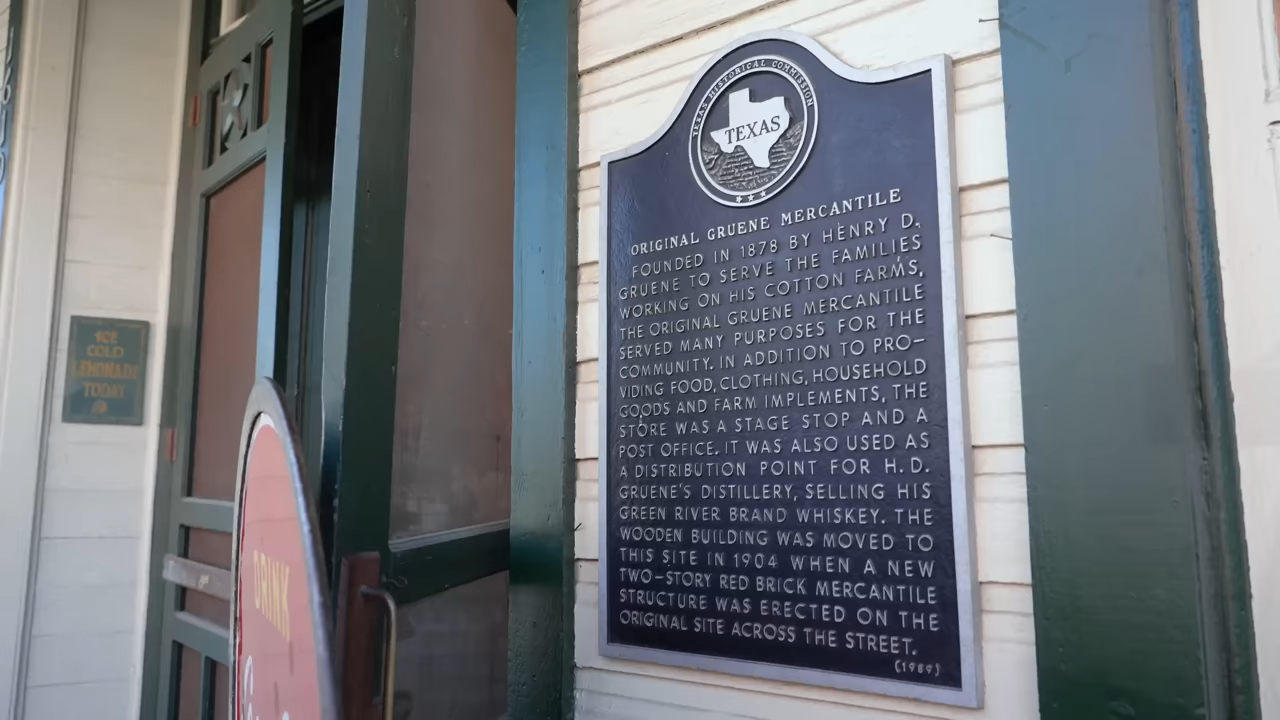 TEXAS HISTORICAL COMMISSION
TEXAS
ORIGINAL GRUENE MERCANTILE
FOUNDED IN 1878 BY HENRY D.
GRUENE TO SERVE THE FAMILIES
WORKING ON HIS COTTON FARMS,
THE ORIGINAL GRUENE MERCANTILE
SERVED MANY PURPOSES FOR THE
COMMUNITY. IN ADDITION TO PRO-
VIDING FOOD, CLOTHING, HOUSEHOLD
GOODS AND FARM IMPLEMENTS, THE
STORE WAS A STAGE STOP AND A
POST OFFICE. IT WAS ALSO USED AS
A DISTRIBUTION POINT FOR H. D.
GRUENE'S DISTILLERY, SELLING HIS
GREEN RIVER BRAND WHISKEY. THE
WOODEN BUILDING WAS MOVED TO
THIS SITE IN 1904 WHEN A NEW
TWO-STORY RED BRICK MERCANTILE
STRUCTURE WAS ERECTED ON THE
ORIGINAL SITE ACROSS THE STREET.
(1989)
ICE
COLD
LEMONADE
TODAY
DRINK